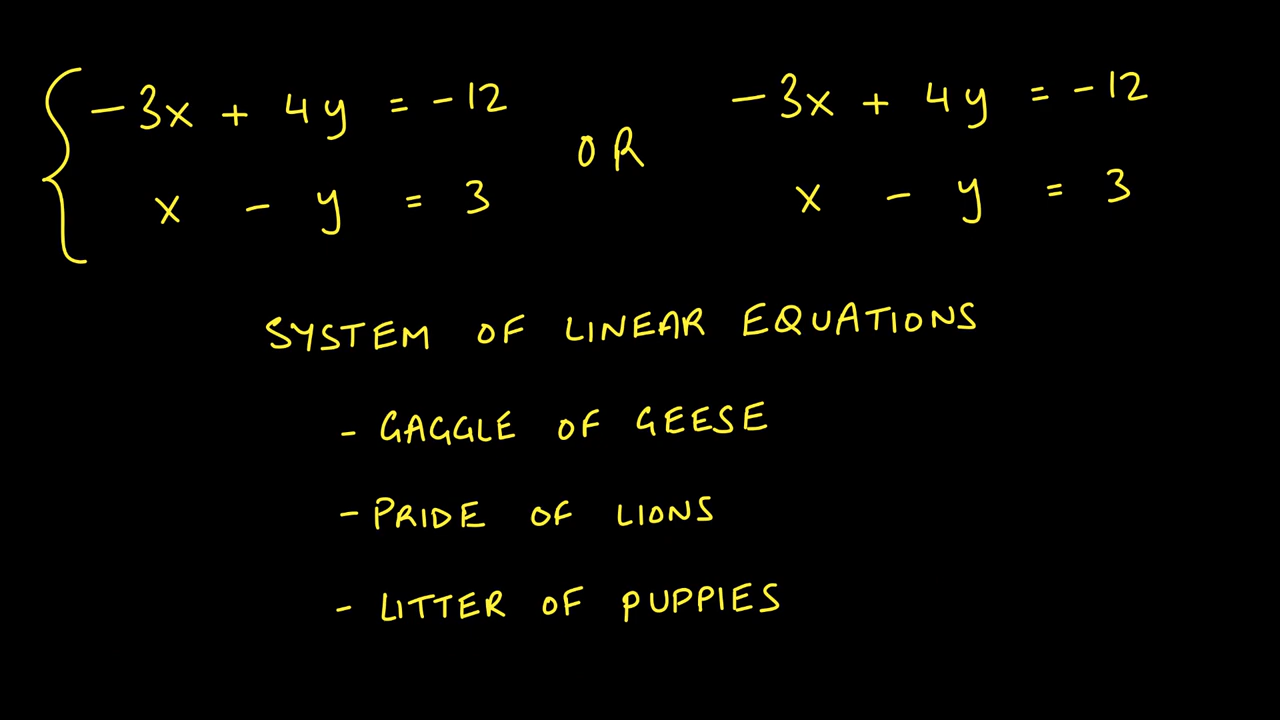 -3x + 4y = -12 OR -3x + 4y = -12
x - y = 3 x - y = 3
SYSTEM OF LINEAR EQUATIONS
- GAGGLE OF GEESE
- PRIDE OF LIONS
- LITTER OF PUPPIES